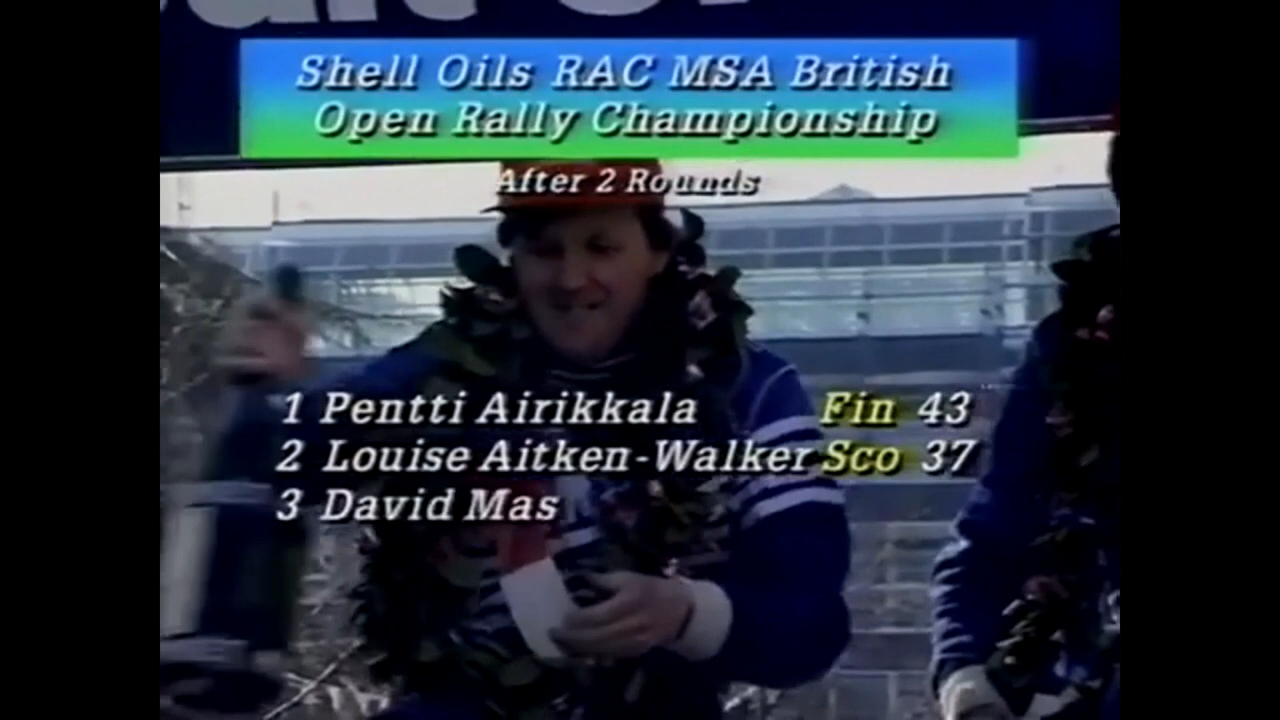 Shell Oils RAC MSA British
Open Rally Championship
After 2 Rounds
1 Pentti Airikkala Fin 43
2 Louise Aitken-Walker Sco 37
3 David Mas